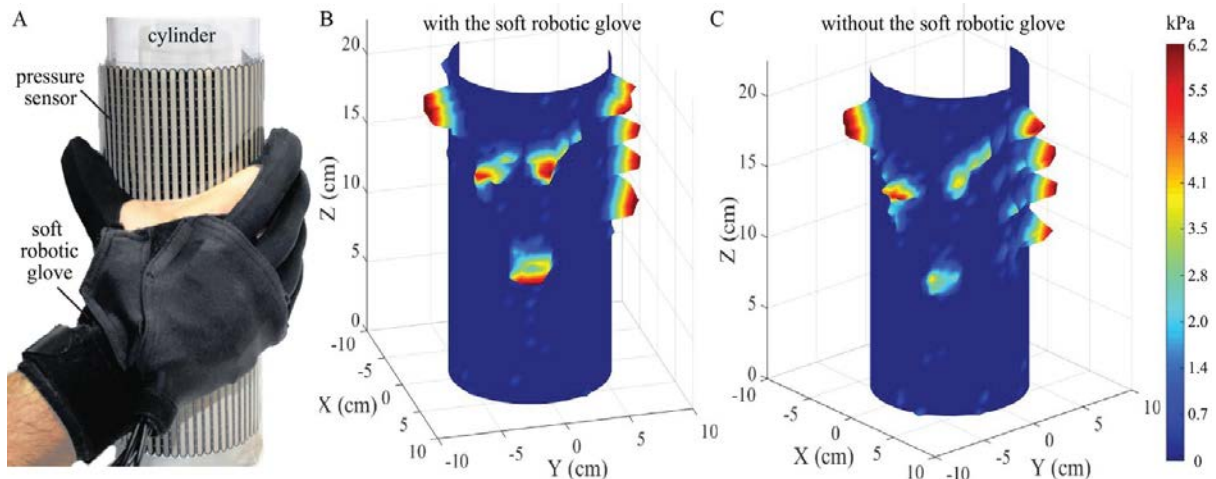 A
cylinder
pressure
sensor
soft
robotic
glove
B
with the soft robotic glove
Z (cm)
20
15
10
5
0
-10
-5
0
5
10
X (cm)
-10
-5
0
5
10
Y (cm)
C
without the soft robotic glove
Z (cm)
20
15
10
5
0
-10
-5
0
5
10
X (cm)
-10
-5
0
5
10
Y (cm)
kPa
6.2
5.5
4.8
4.1
3.4
2.8
2.0
1.4
0.7
0